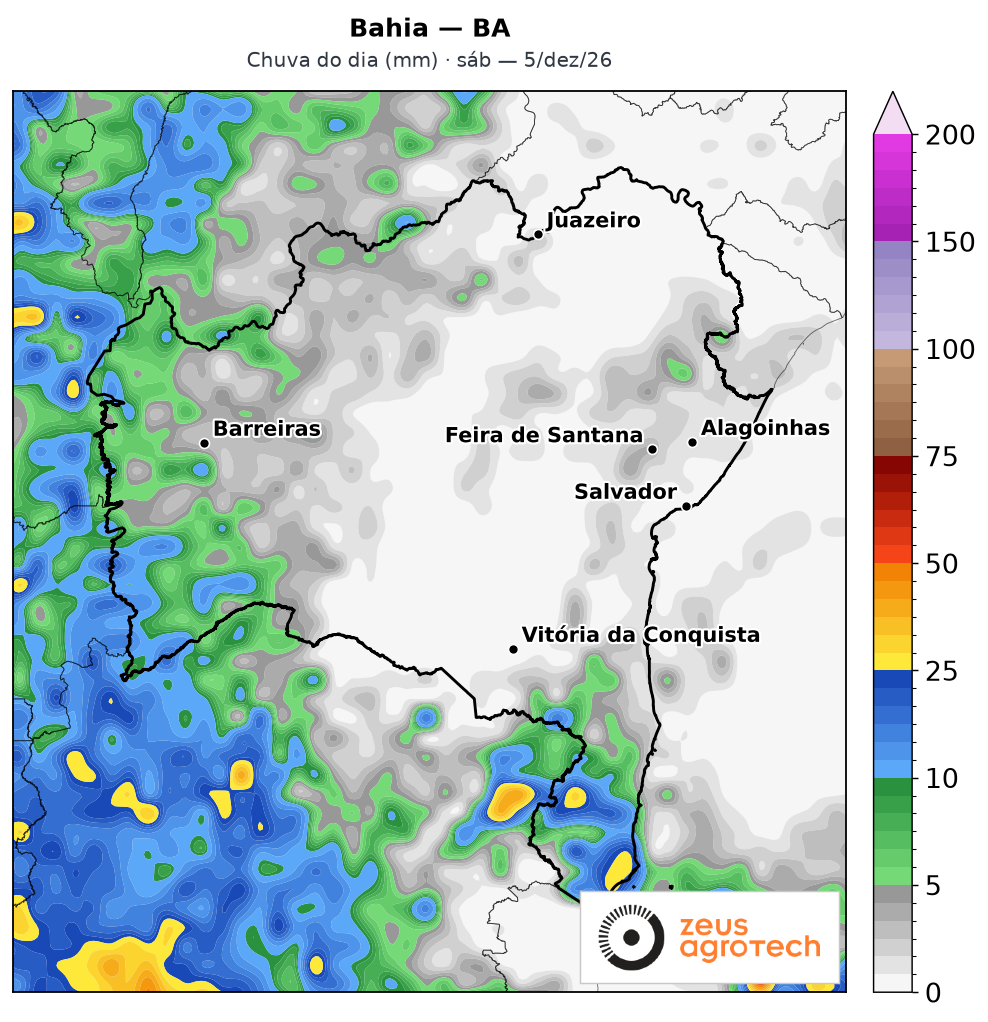 Bahia — BA
Chuva do dia (mm) · sáb — 5/dez/26
200
150
100
75
50
25
10
5
0
Juazeiro
Barreiras
Feira de Santana
Alagoinhas
Salvador
Vitória da Conquista
zeus
agrotech